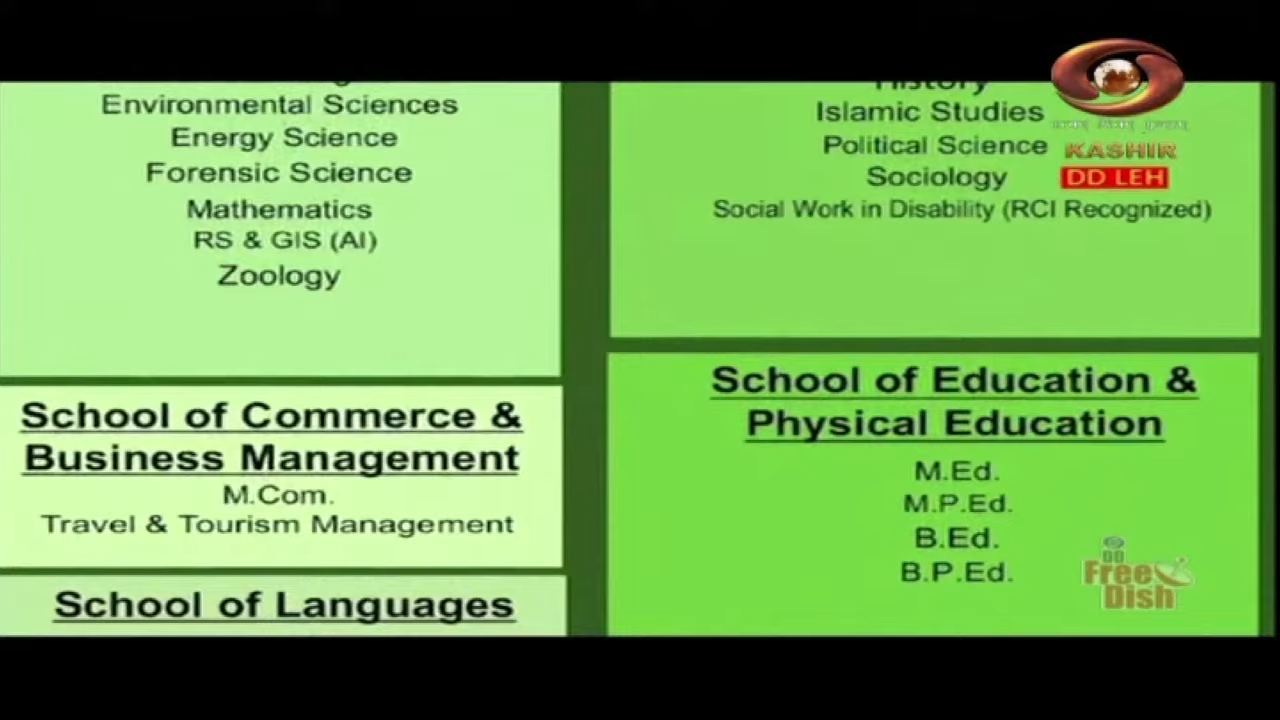 Environmental Sciences
Energy Science
Forensic Science
Mathematics
RS & GIS (AI)
Zoology
School of Commerce &
Business Management
M.Com.
Travel & Tourism Management
School of Languages
History
Islamic Studies
Political Science
Sociology
Social Work in Disability (RCI Recognized)
School of Education &
Physical Education
M.Ed.
M.P.Ed.
B.Ed.
B.P.Ed.
KASHIR
DD LEH
DD
Free
Dish